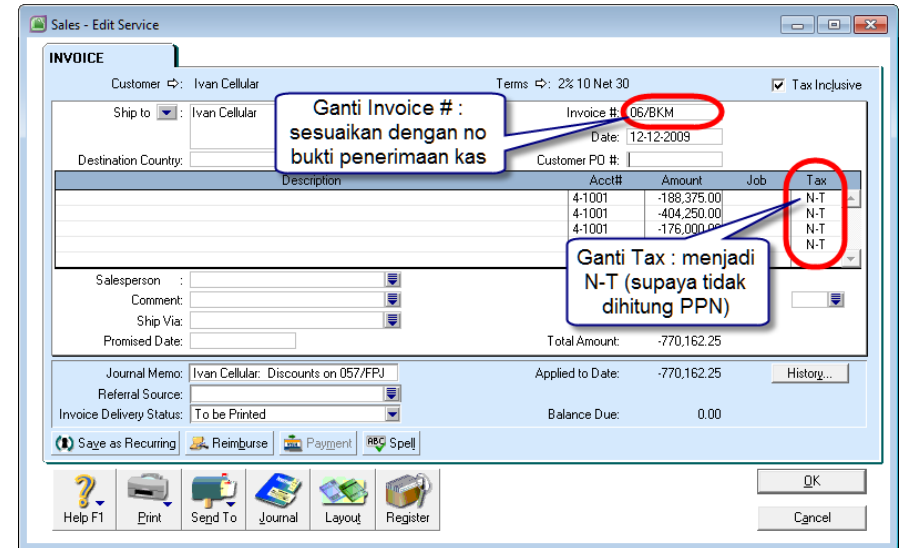 Sales - Edit Service
INVOICE
Customer : Ivan Cellular Terms : 2% 10 Net 30 Tax Inclusive
Ship to : Ivan Cellular Invoice #: 06/BKM
Date: 12-12-2009
Destination Country: Customer PO #:
Ganti Invoice # :
sesuaikan dengan no
bukti penerimaan kas
Description Acct# Amount Job Tax
4-1001 -188,375.00 N-T
4-1001 -404,250.00 N-T
4-1001 -176,000.00 N-T
N-T
Ganti Tax : menjadi
N-T (supaya tidak
dihitung PPN)
Salesperson :
Comment:
Ship Via:
Promised Date: Total Amount: -770,162.25
Journal Memo: Ivan Cellular: Discounts on 057/FPJ Applied to Date: -770,162.25 History...
Referral Source:
Invoice Delivery Status: To be Printed Balance Due: 0.00
Save as Recurring Reimburse Payment ABC Spell
Help F1 Print Send To Journal Layout Register
OK
Cancel